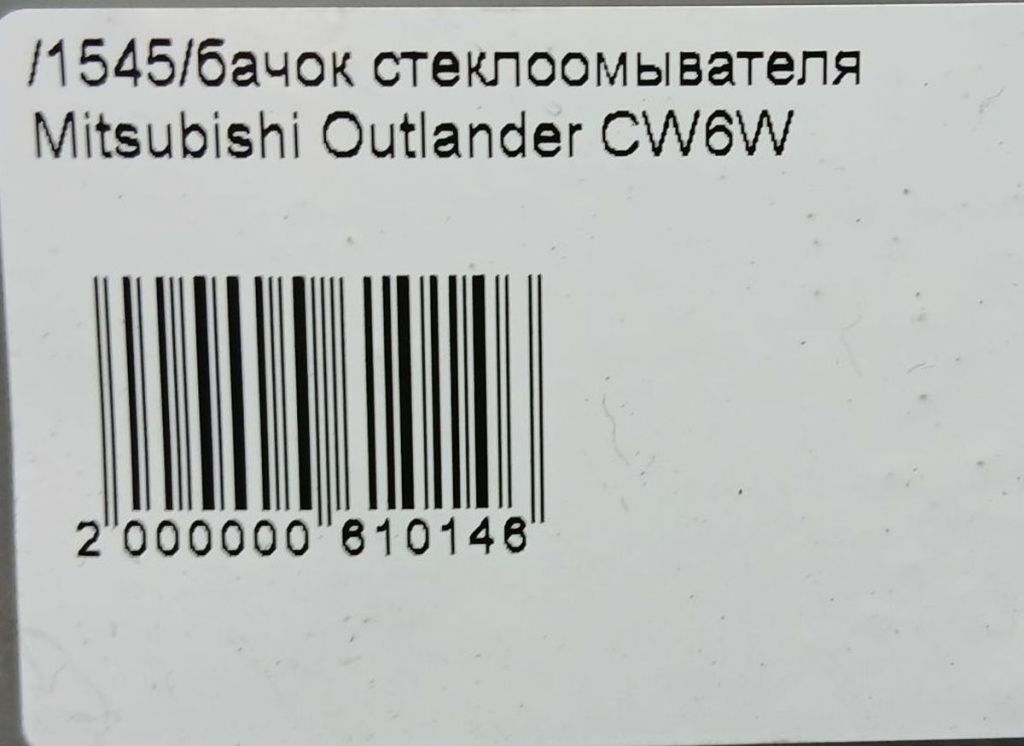 /1545/бачок стеклоомывателя
Mitsubishi Outlander CW6W
2 000000 610146